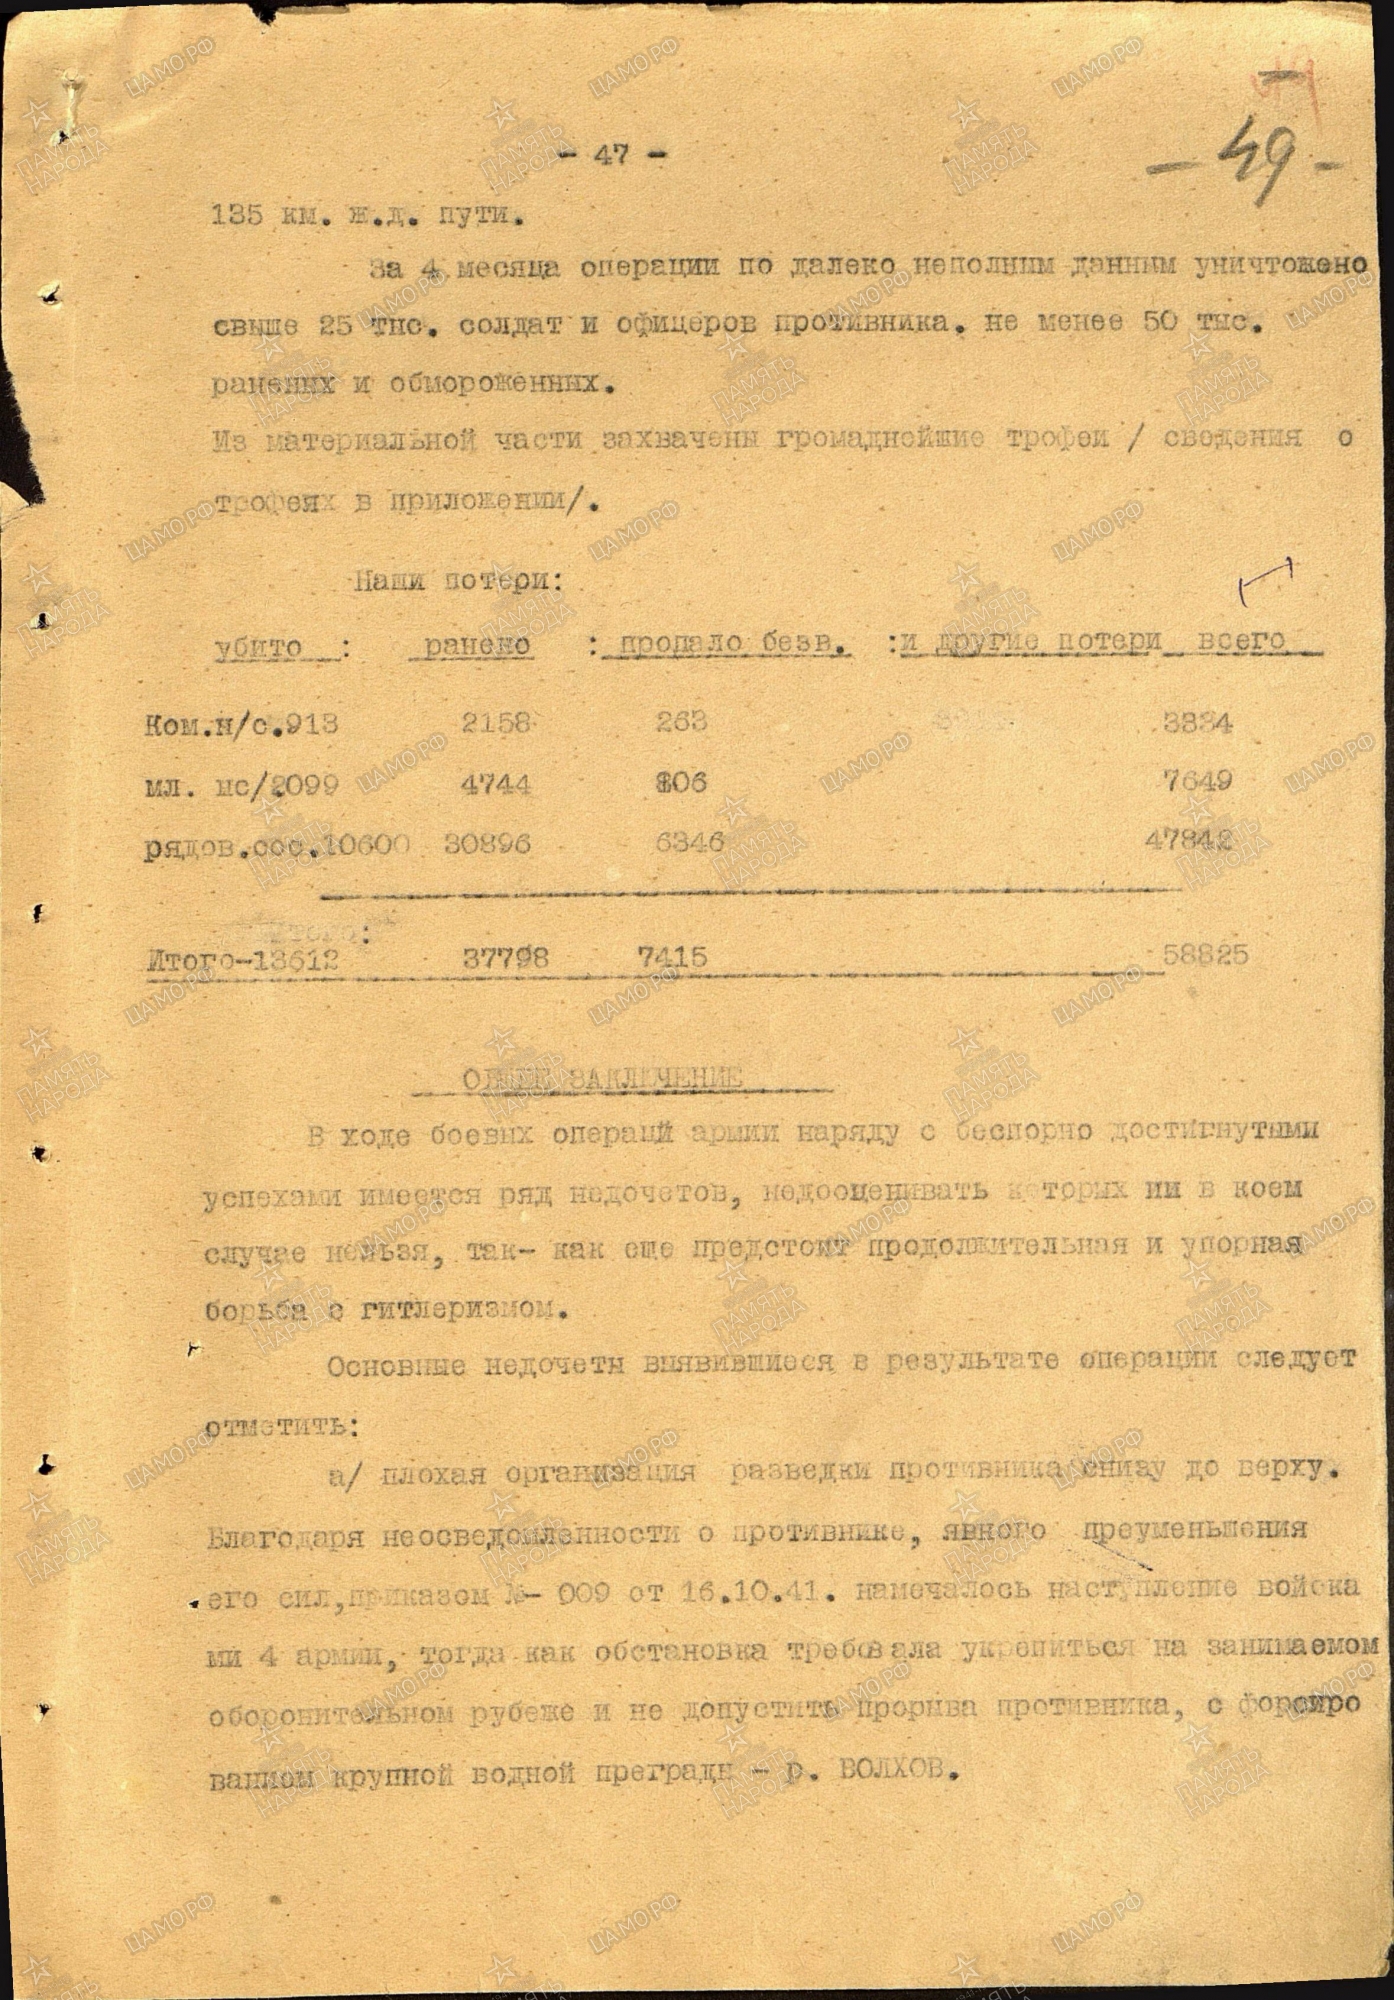 - 47 -
- 49 -
135 км. ж.д. пути.
За 4 месяца операции по далеко неполным данным уничтожено
свыше 25 тыс. солдат и офицеров противника. не менее 50 тыс.
раненых и обмороженных.
Из материальной части захвачены громаднейшие трофеи / сведения о
трофеях в приложении/.
Наши потери:
убито : ранено : пропало безв. :и другие потери всего
Ком.н/с.913 2158 263 3334
мл. нс/2099 4744 806 7649
рядов.сос.10600 30896 6346 47842
Итого:
Итого-13612 37798 7415 58825
ОБЩЕЕ ЗАКЛЮЧЕНИЕ
В ходе боевых операций армии наряду с беспорно достигнутыми
успехами имеется ряд недочетов, недооценивать которых ни в коем
случае нельзя, так- как еще предстоит продолжительная и упорная
борьба с гитлеризмом.
Основные недочеты выявившиеся в результате операции следует
отметить:
а/ плохая организация разведки противника снизу до верху.
Благодаря неосведомленности о противнике, явного преуменьшения
его сил,приказом №- 009 от 16.10.41. намечалось наступление войска
ми 4 армии, тогда как обстановка требовала укрепиться на занимаемом
оборонительном рубеже и не допустить прорыва противника, с форсиро
ванием крупной водной преграды - р. ВОЛХОВ.